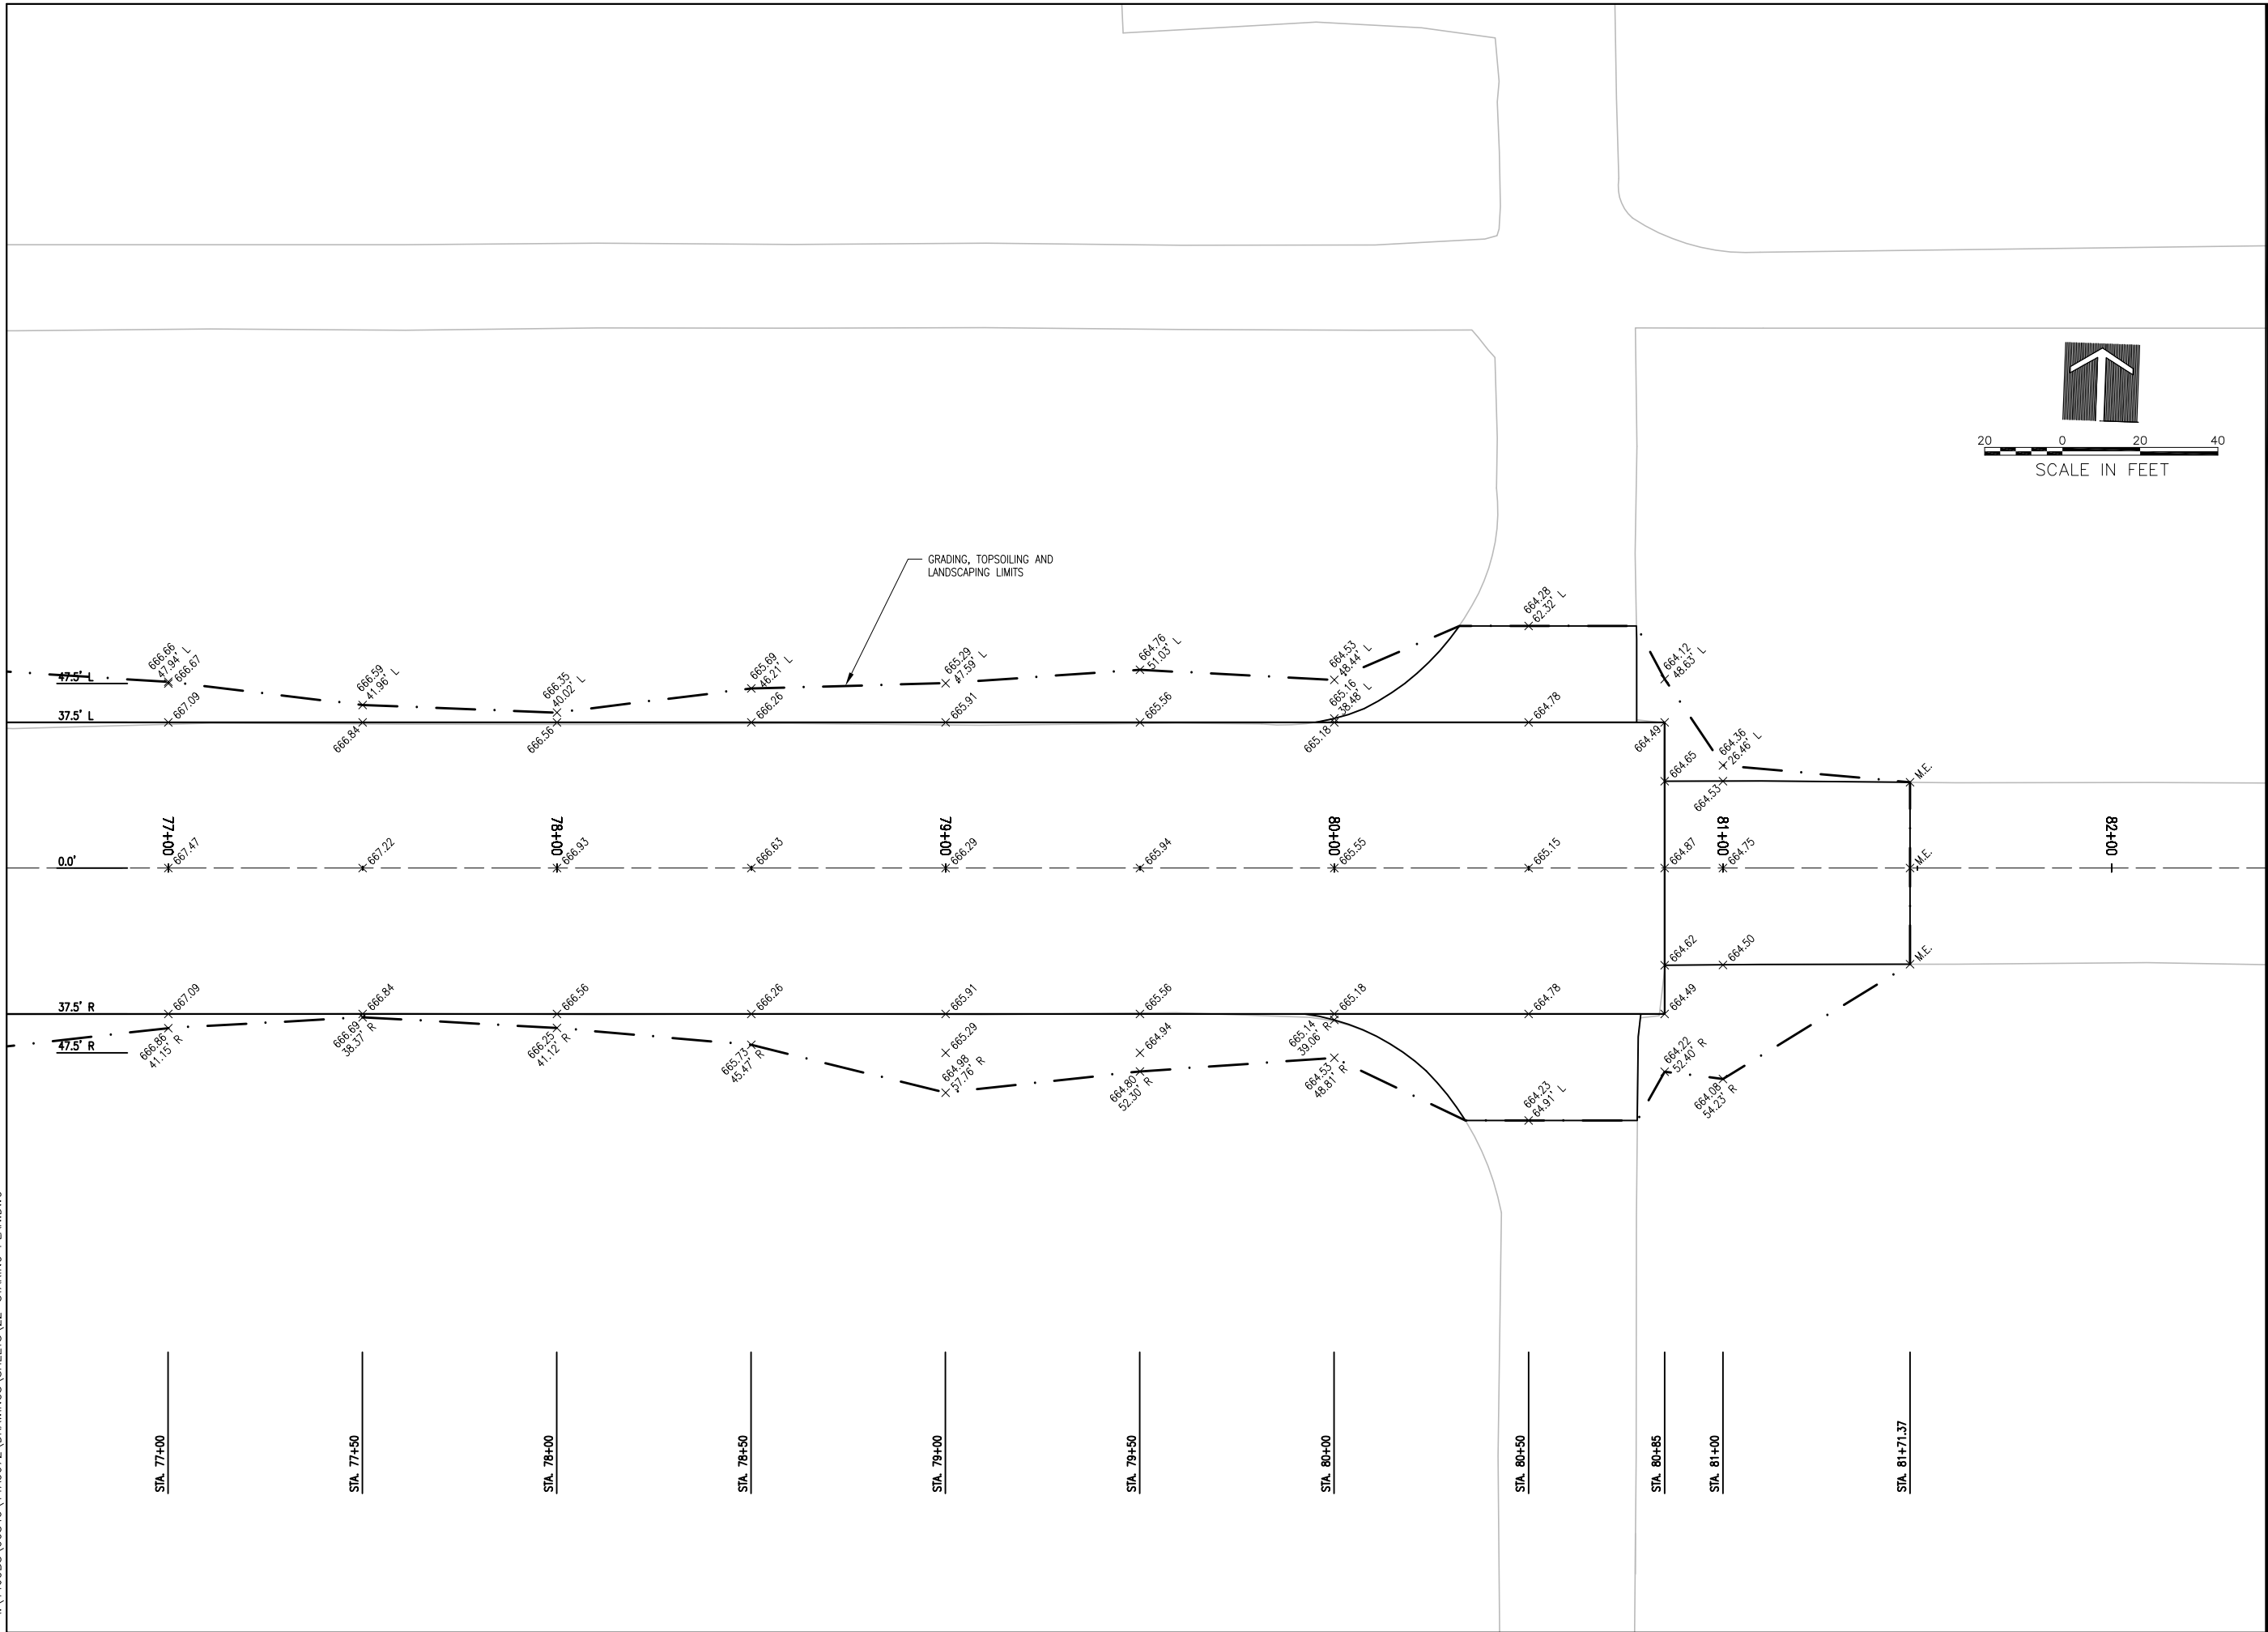 20 0 20 40
SCALE IN FEET
GRADING, TOPSOILING AND
LANDSCAPING LIMITS
664.28
62.32' L
666.66
47.94' L
666.67
666.59
41.96' L
666.35
40.02' L
665.69
46.21' L
665.29
47.59' L
664.76
51.03' L
664.53
48.44' L
664.12
48.63' L
47.5' L
665.16
38.48' L
37.5' L
667.09
666.84
666.56
666.26
665.91
665.56
665.18
664.78
664.49
664.65
664.36
26.46' L
664.53
M.E.
77+00
78+00
79+00
80+00
81+00
82+00
0.0'
667.47
667.22
666.93
666.63
666.29
665.94
665.55
665.15
664.87
664.75
M.E.
664.62
664.50
M.E.
37.5' R
667.09
666.84
666.56
666.26
665.91
665.56
665.18
664.78
664.49
47.5' R
666.86
41.15' R
666.69
38.37' R
666.25
41.12' R
665.73
45.47' R
665.29
664.98
57.76' R
664.94
664.80
52.30' R
665.14
39.06' R
664.53
48.81' R
664.23
64.91' L
664.22
52.40' R
664.08
54.23' R
STA. 77+00
STA. 77+50
STA. 78+00
STA. 78+50
STA. 79+00
STA. 79+50
STA. 80+00
STA. 80+50
STA. 80+85
STA. 81+00
STA. 81+71.37